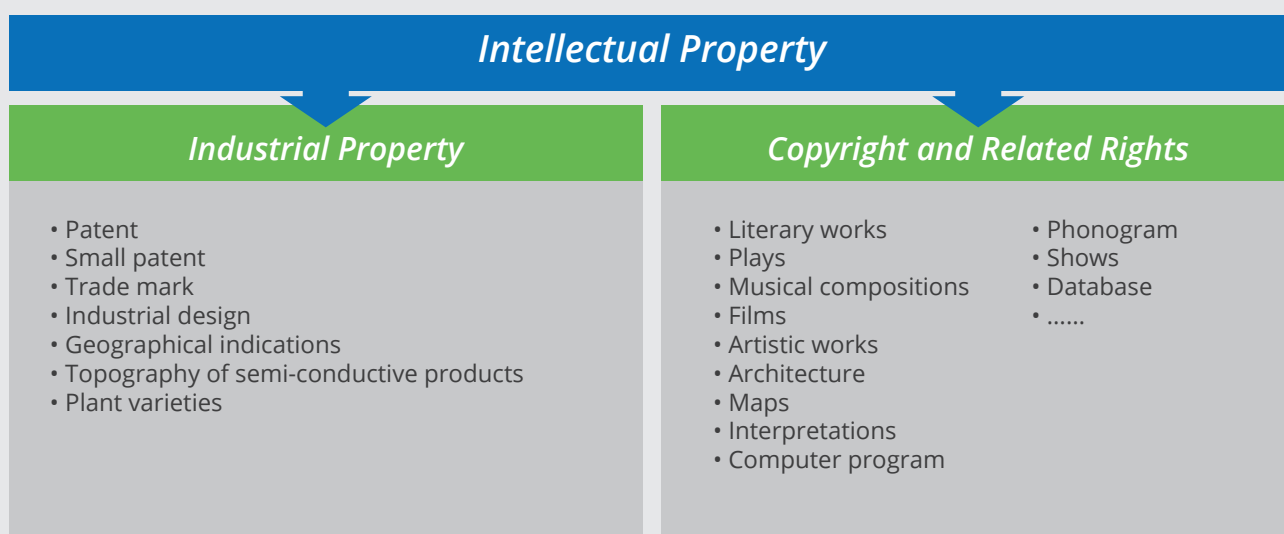 Intellectual Property
Industrial Property
• Patent
• Small patent
• Trade mark
• Industrial design
• Geographical indications
• Topography of semi-conductive products
• Plant varieties
Copyright and Related Rights
• Literary works
• Plays
• Musical compositions
• Films
• Artistic works
• Architecture
• Maps
• Interpretations
• Computer program
• Phonogram
• Shows
• Database
• ......